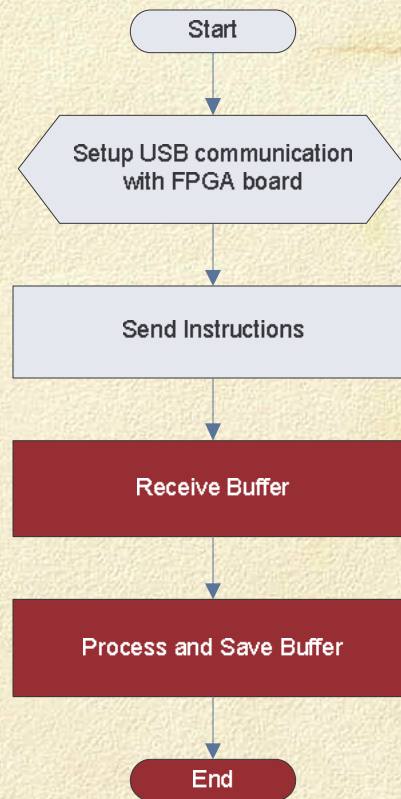 Start
Setup USB communication
with FPGA board
Send Instructions
Receive Buffer
Process and Save Buffer
End